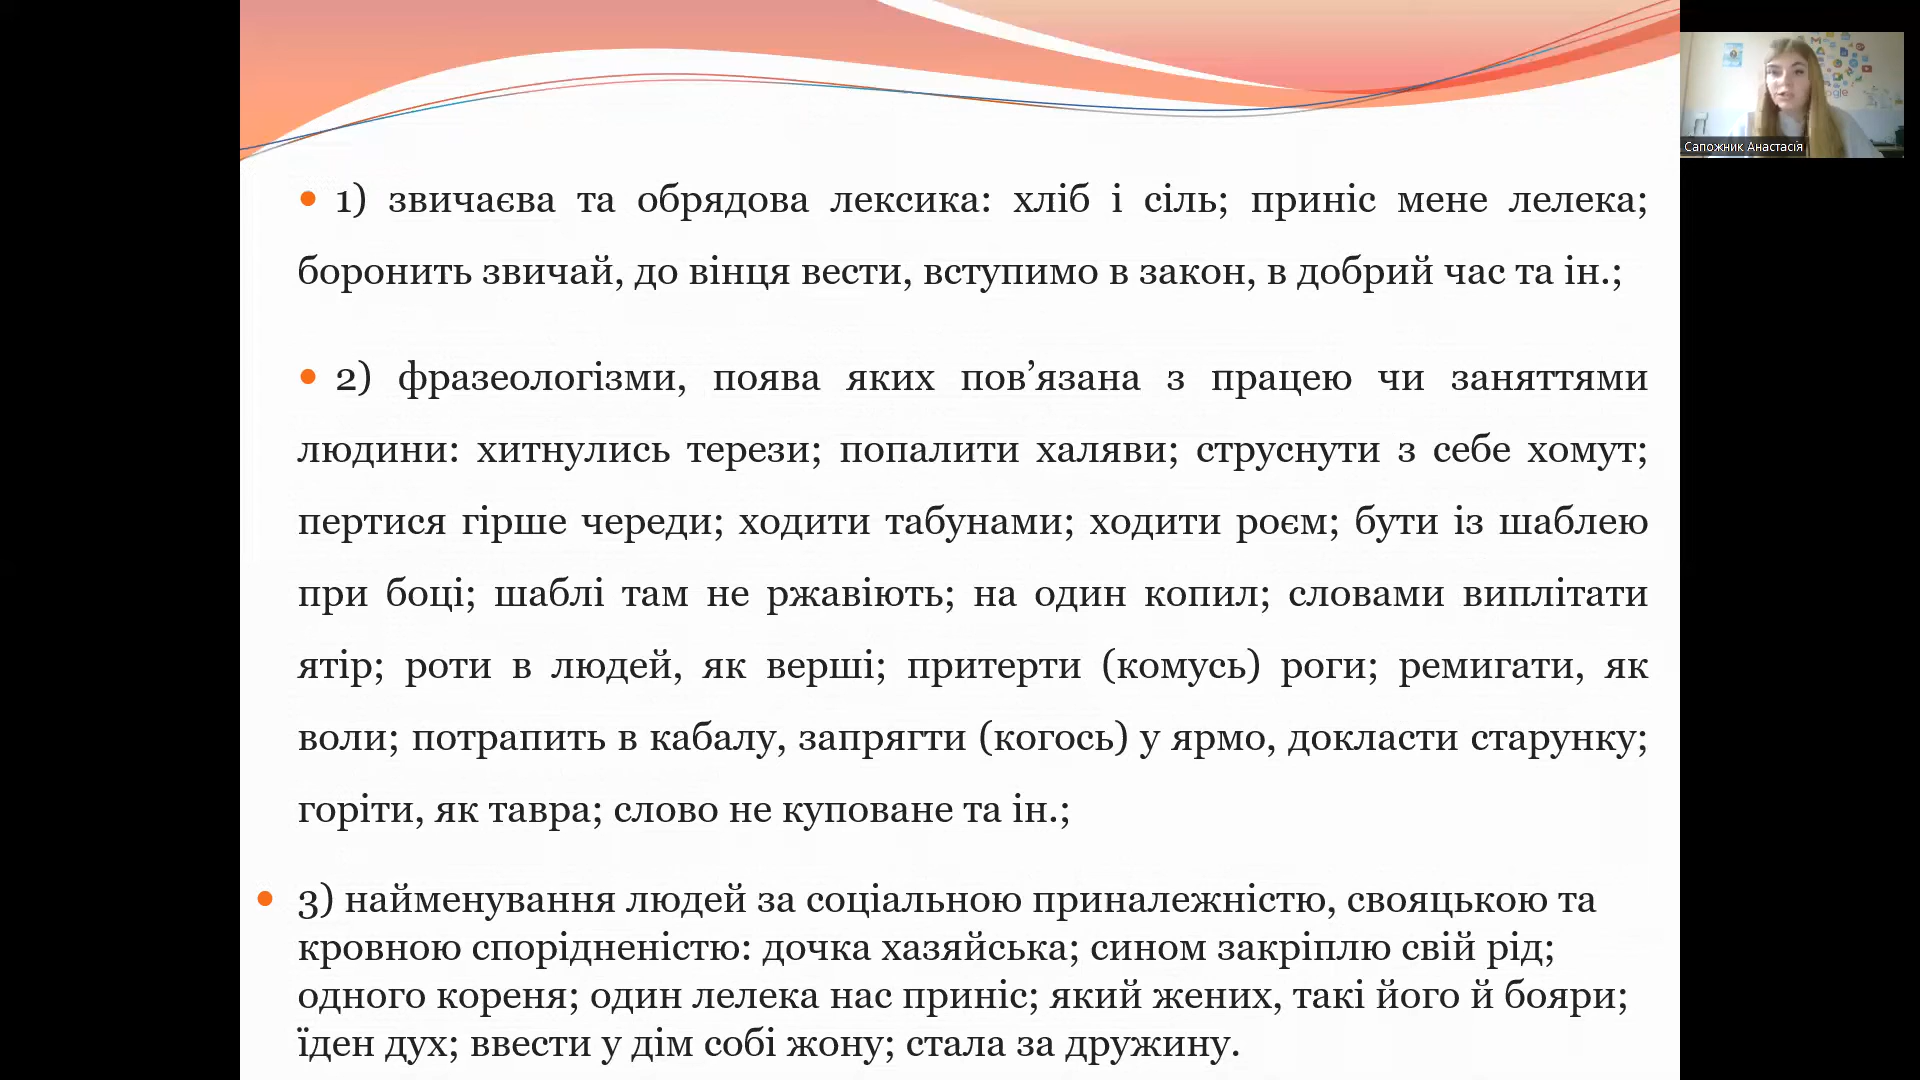 1) звичаєва та обрядова лексика: хліб і сіль; приніс мене лелека;
боронить звичай, до вінця вести, вступимо в закон, в добрий час та ін.;
2) фразеологізми, поява яких пов’язана з працею чи заняттями
людини: хитнулись терези; попалити халяви; струснути з себе хомут;
пертися гірше череди; ходити табунами; ходити роєм; бути із шаблею
при боці; шаблі там не ржавіють; на один копил; словами виплітати
ятір; роти в людей, як верші; притерти (комусь) роги; ремигати, як
воли; потрапить в кабалу, запрягти (когось) у ярмо, докласти старунку;
горіти, як тавра; слово не куповане та ін.;
3) найменування людей за соціальною приналежністю, свояцькою та
кровною спорідненістю: дочка хазяйська; сином закріплю свій рід;
одного кореня; один лелека нас приніс; який жених, такі його й бояри;
їден дух; ввести у дім собі жону; стала за дружину.
Сапожник Анастасія